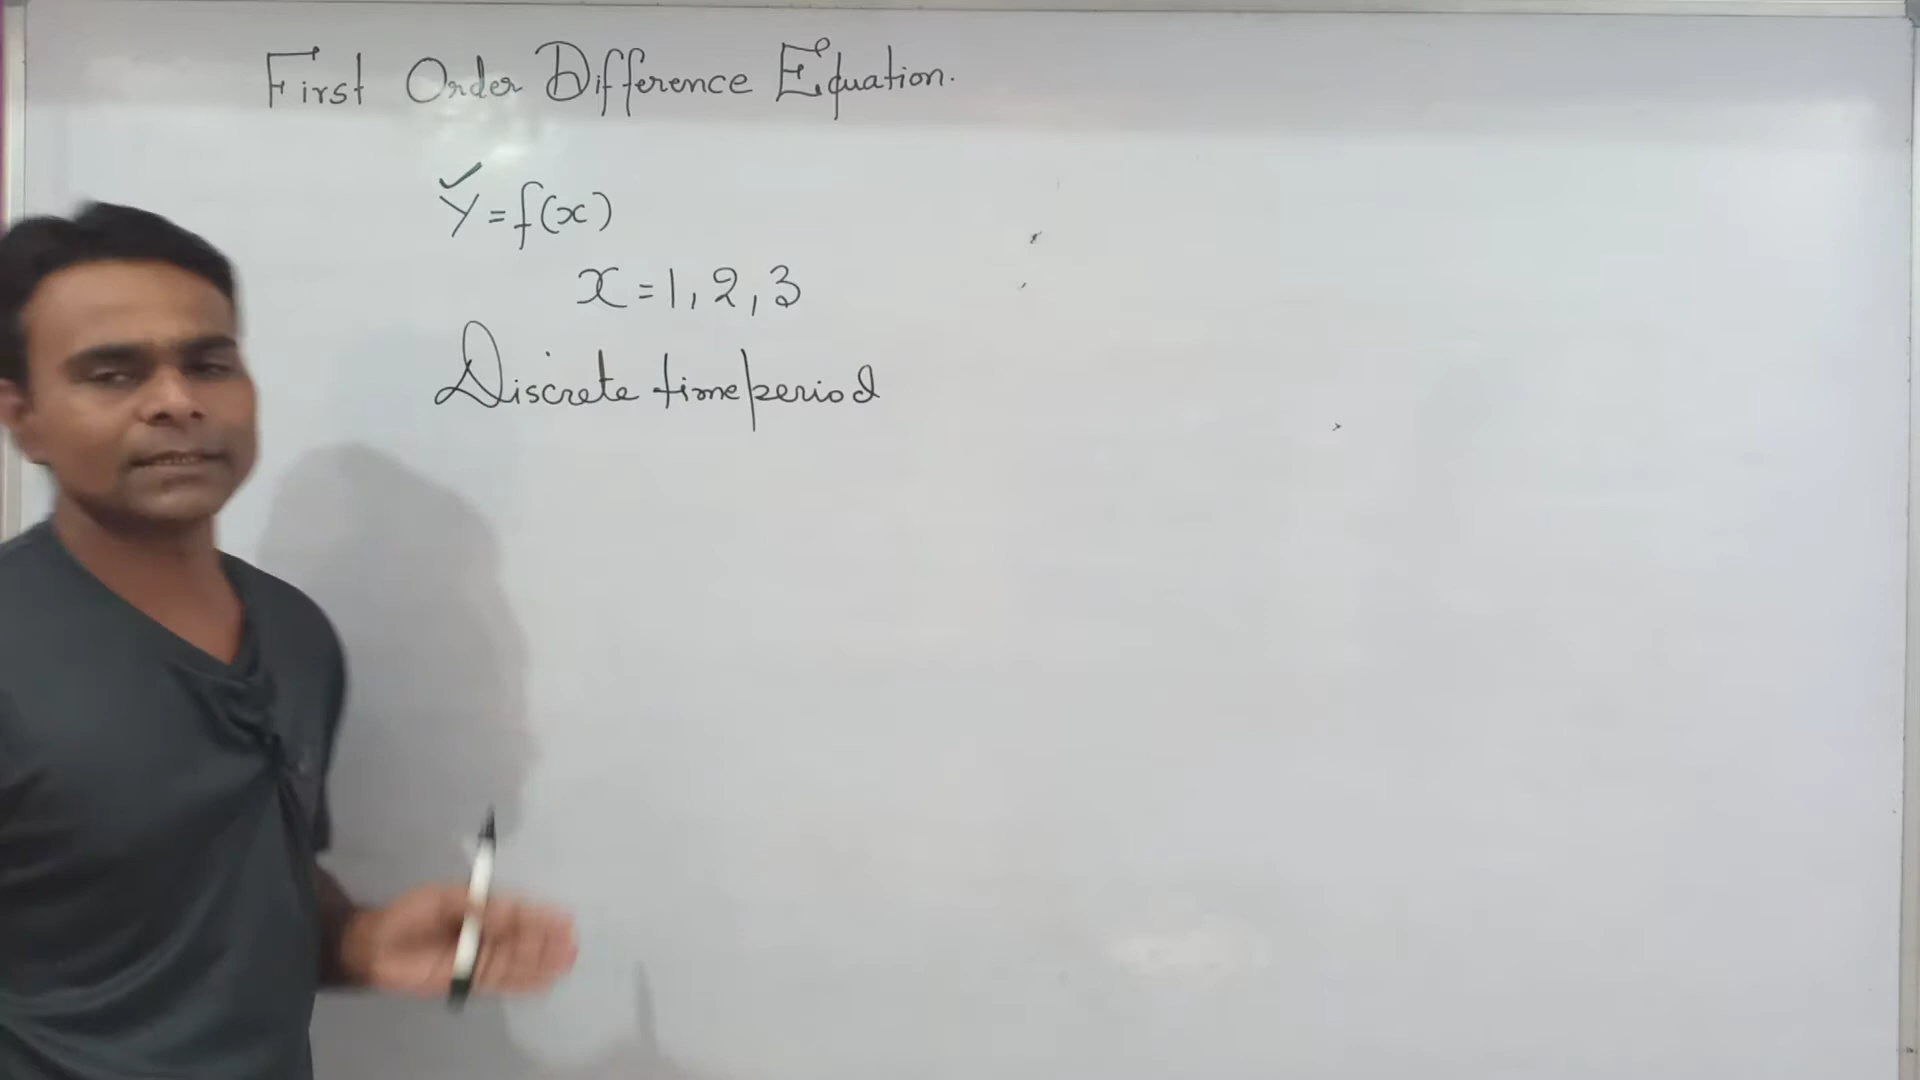 First Order Difference Equation.
Y = f(x)
x = 1, 2, 3
Discrete time period